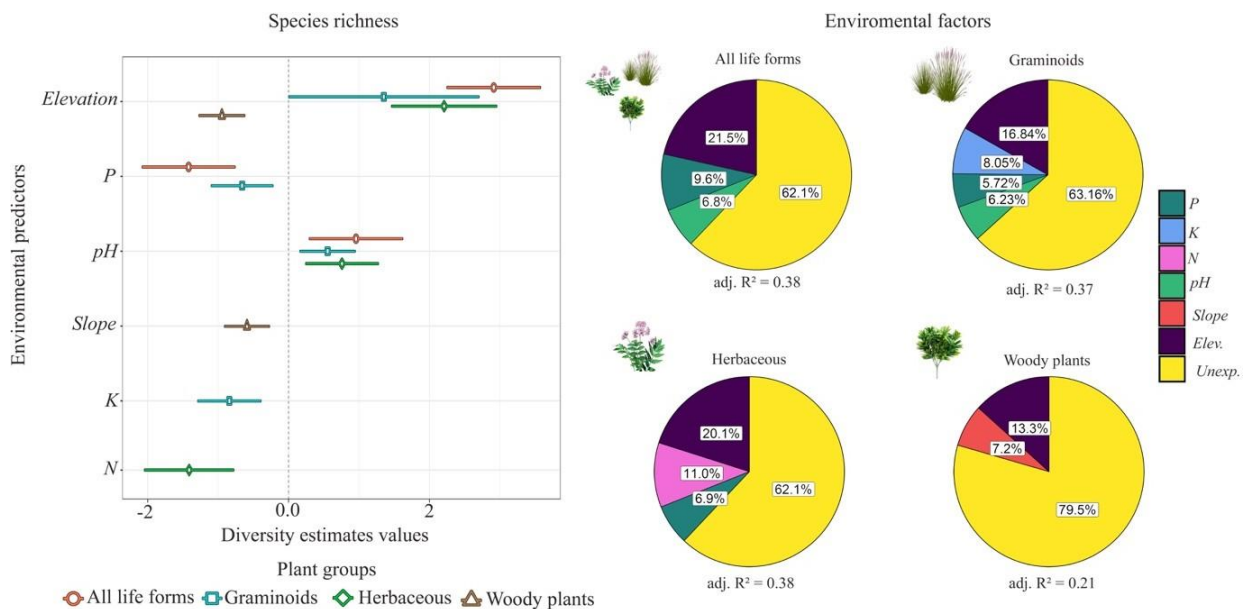 Species richness
Environmental predictors
Elevation
P
pH
Slope
K
N
-2
0.0
2
Diversity estimates values
Plant groups
All life forms
Graminoids
Herbaceous
Woody plants
Enviromental factors
All life forms
21.5%
9.6%
6.8%
62.1%
adj. R² = 0.38
Graminoids
16.84%
8.05%
5.72%
6.23%
63.16%
adj. R² = 0.37
Herbaceous
20.1%
11.0%
6.9%
62.1%
adj. R² = 0.38
Woody plants
13.3%
7.2%
79.5%
adj. R² = 0.21
P
K
N
pH
Slope
Elev.
Unexp.